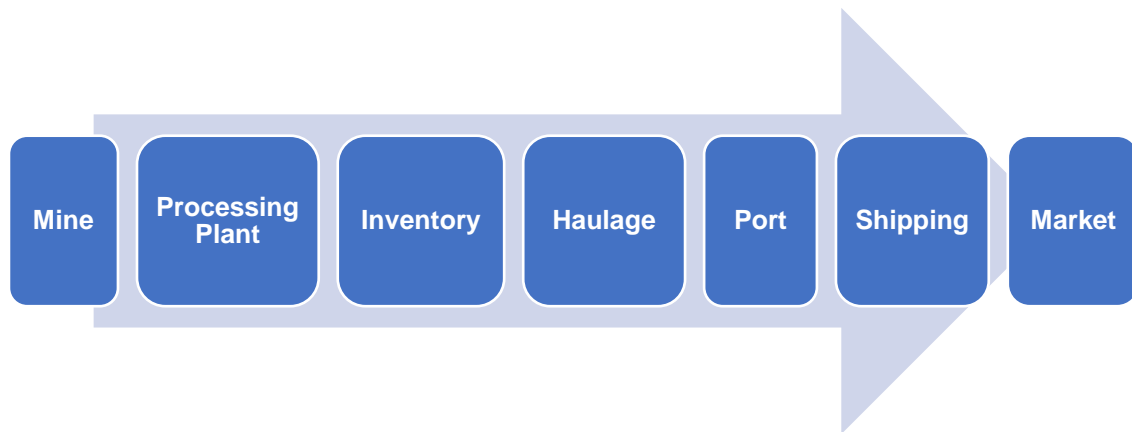 Mine
Processing
Plant
Inventory
Haulage
Port
Shipping
Market